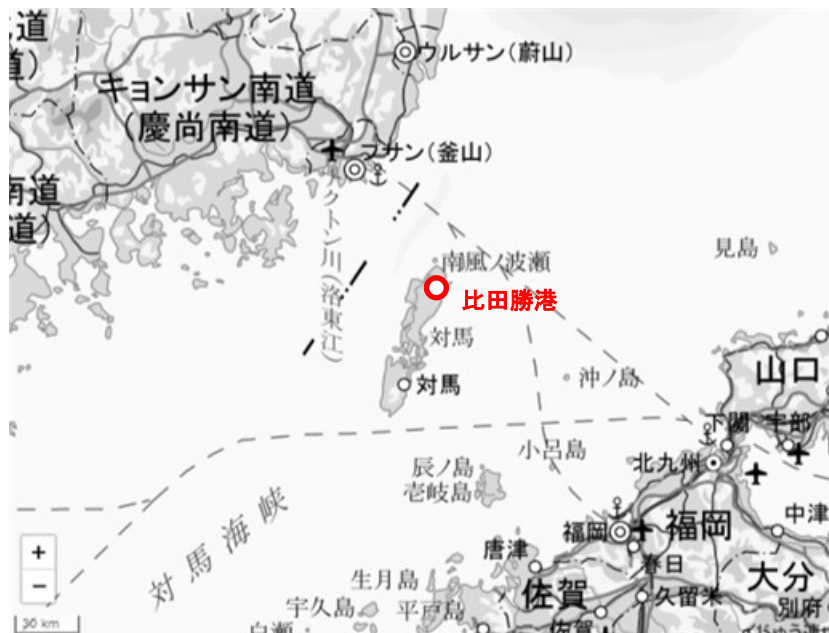 道
道)
ウルサン(蔚山)
キョンサン南道
(慶尚南道)
プサン(釜山)
南道
道)
クトン川(洛東江)
南風ノ波瀬
見島
比田勝港
対馬
山口
対馬
沖ノ島
下関
宇部
小呂島
北九州
辰ノ島
壱岐島
対馬海峡
福岡
福岡
中津
唐津
春日
大分
生月島
佐賀
久留米
別府
宇久島
平戸島
白瀬
佐賀
+
−
30 km